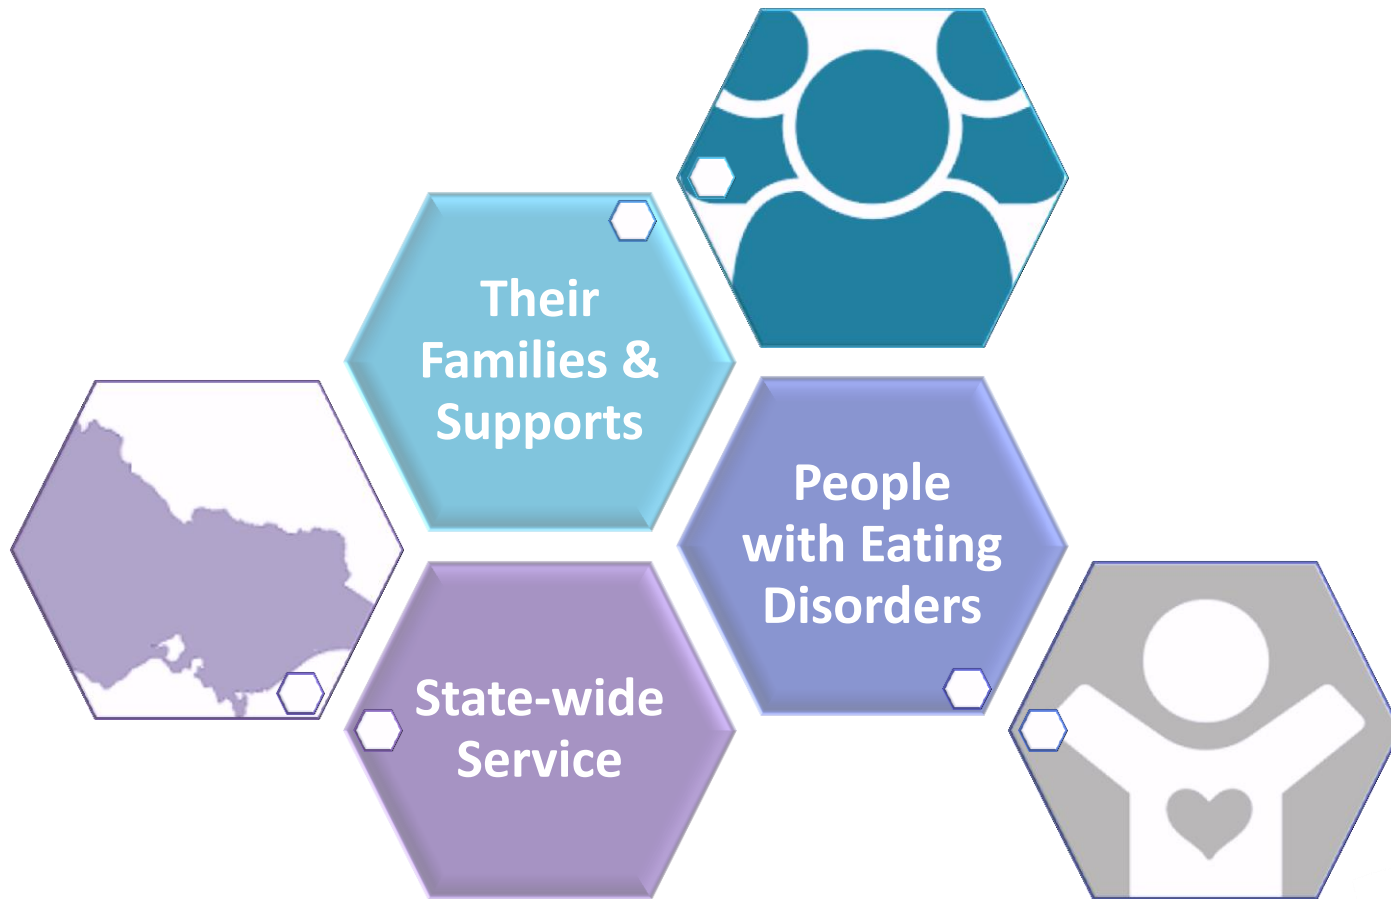 Their
Families &
Supports
People
with Eating
Disorders
State-wide
Service